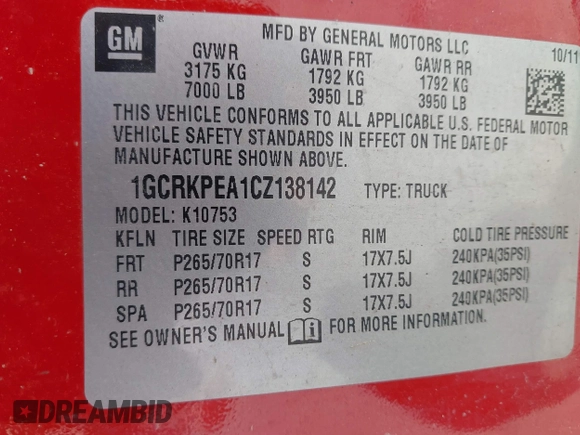 GM
MFD BY GENERAL MOTORS LLC
10/11
GVWR GAWR FRT GAWR RR
3175 KG 1792 KG 1792 KG
7000 LB 3950 LB 3950 LB
THIS VEHICLE CONFORMS TO ALL APPLICABLE U.S. FEDERAL MOTOR
VEHICLE SAFETY STANDARDS IN EFFECT ON THE DATE OF
MANUFACTURE SHOWN ABOVE.
1GCRKPEA1CZ138142 TYPE: TRUCK
MODEL: K10753
KFLN TIRE SIZE SPEED RTG RIM COLD TIRE PRESSURE
FRT P265/70R17 S 17X7.5J 240KPA(35PSI)
RR P265/70R17 S 17X7.5J 240KPA(35PSI)
SPA P265/70R17 S 17X7.5J 240KPA(35PSI)
SEE OWNER'S MANUAL FOR MORE INFORMATION.
DREAMBID